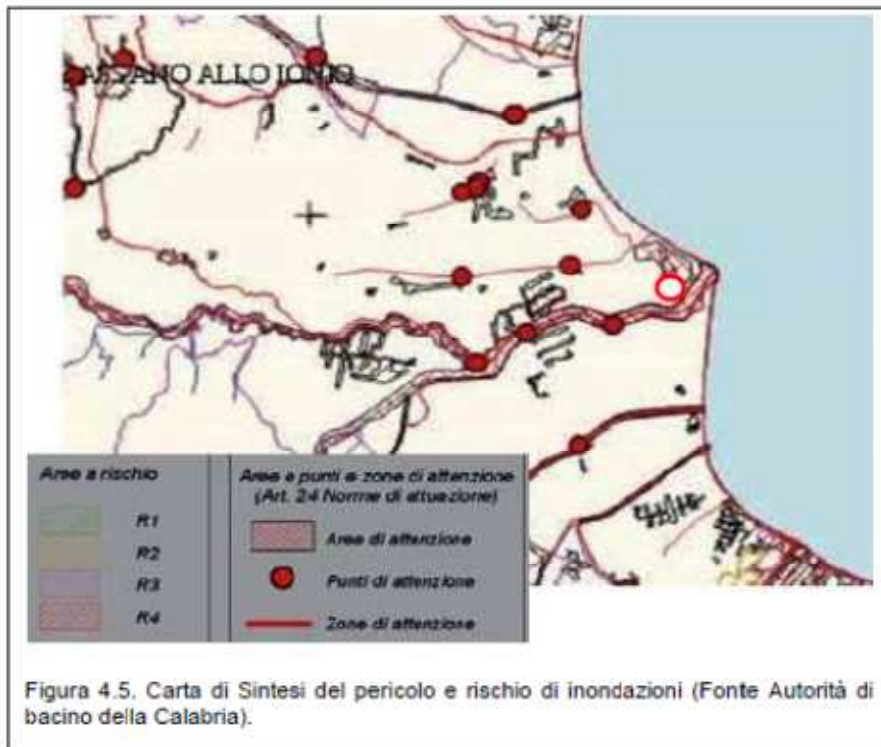 ASSANO ALLO IONIO
Aree a rischio
R1
R2
R3
R4
Aree e punti e zone di attenzione
(Art. 24 Norme di attuazione)
Aree di attenzione
Punti di attenzione
Zone di attenzione
Figura 4.5. Carta di Sintesi del pericolo e rischio di inondazioni (Fonte Autorità di
bacino della Calabria).